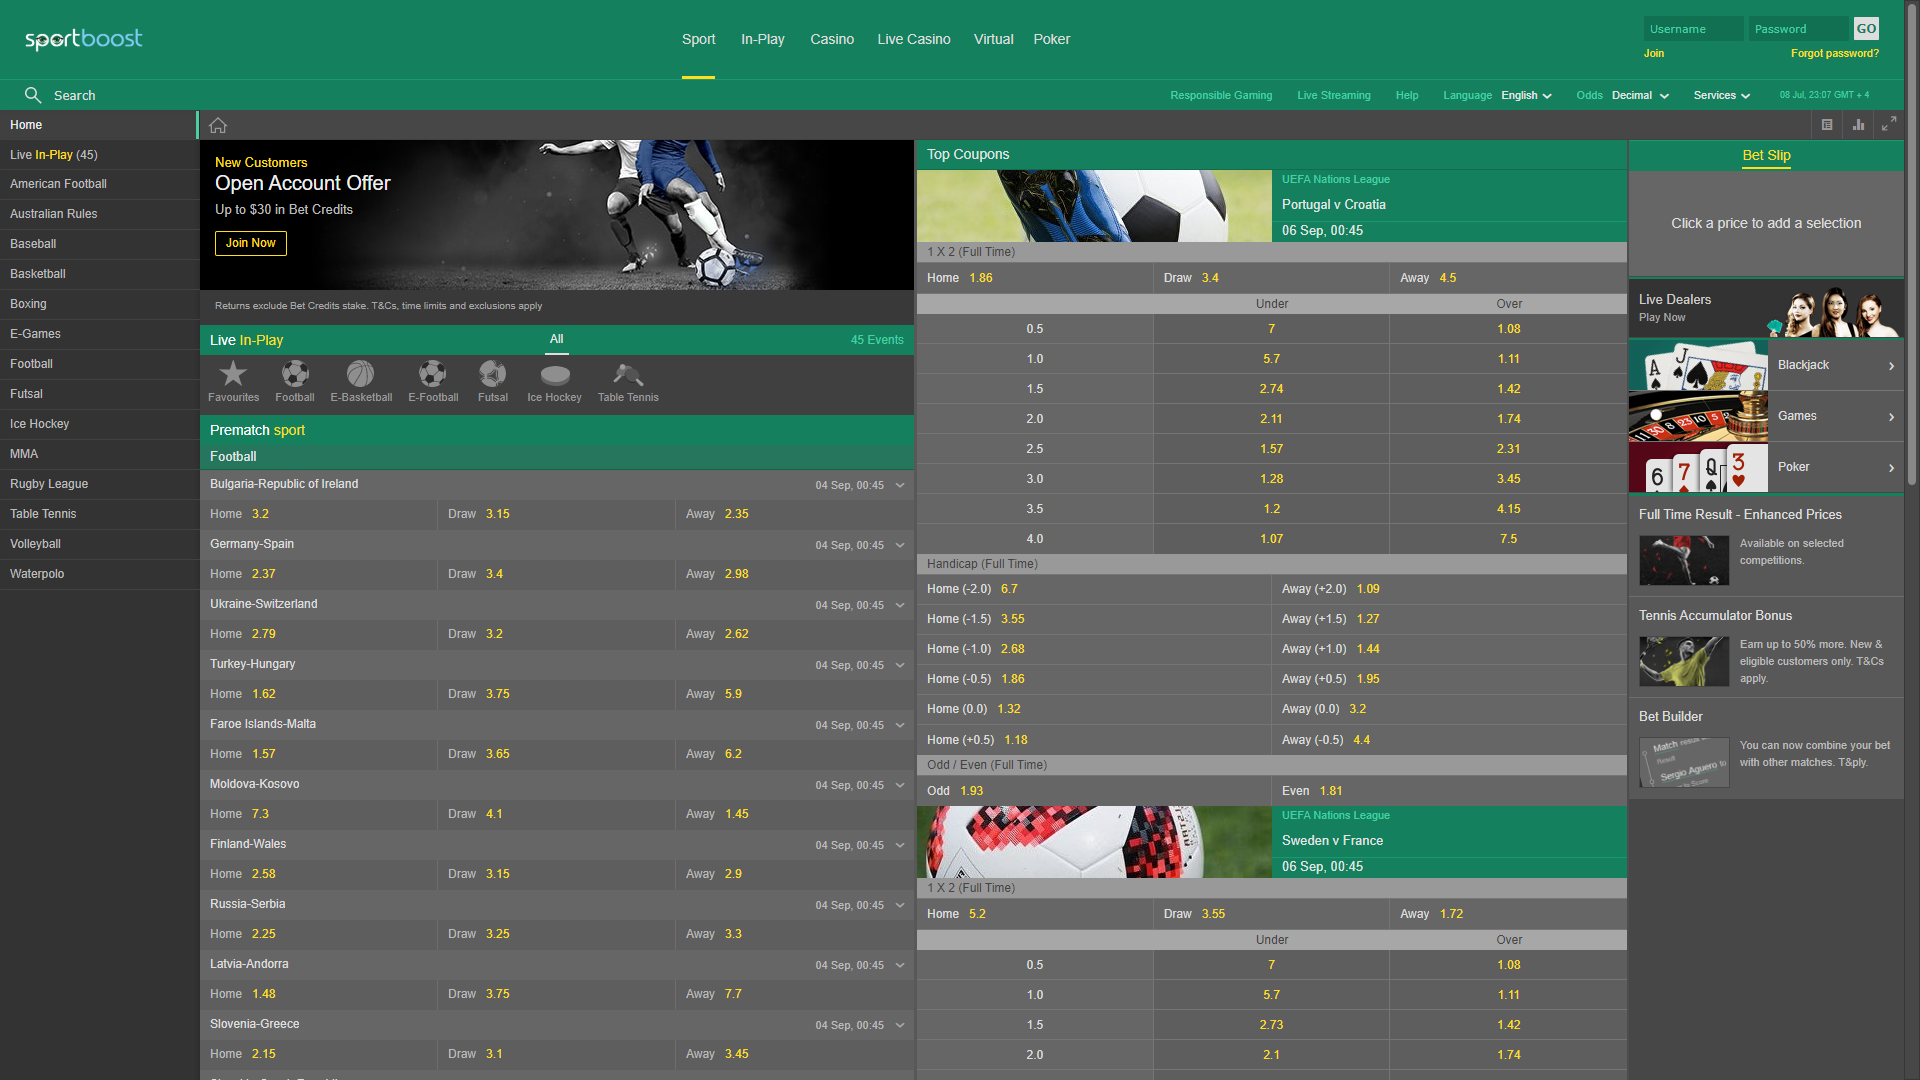 sportboost
Sport
In-Play
Casino
Live Casino
Virtual
Poker
Username
Password
GO
Join
Forgot password?
Search
Responsible Gaming
Live Streaming
Help
Language English
Odds Decimal
Services
08 Jul, 23:07 GMT + 4
Home
Live In-Play (45)
American Football
Australian Rules
Baseball
Basketball
Boxing
E-Games
Football
Futsal
Ice Hockey
MMA
Rugby League
Table Tennis
Volleyball
Waterpolo
New Customers
Open Account Offer
Up to $30 in Bet Credits
Join Now
Returns exclude Bet Credits stake. T&Cs, time limits and exclusions apply
Live In-Play
All
45 Events
Favourites
Football
E-Basketball
E-Football
Futsal
Ice Hockey
Table Tennis
Prematch sport
Football
Bulgaria-Republic of Ireland 04 Sep, 00:45
Home 3.2 Draw 3.15 Away 2.35
Germany-Spain 04 Sep, 00:45
Home 2.37 Draw 3.4 Away 2.98
Ukraine-Switzerland 04 Sep, 00:45
Home 2.79 Draw 3.2 Away 2.62
Turkey-Hungary 04 Sep, 00:45
Home 1.62 Draw 3.75 Away 5.9
Faroe Islands-Malta 04 Sep, 00:45
Home 1.57 Draw 3.65 Away 6.2
Moldova-Kosovo 04 Sep, 00:45
Home 7.3 Draw 4.1 Away 1.45
Finland-Wales 04 Sep, 00:45
Home 2.58 Draw 3.15 Away 2.9
Russia-Serbia 04 Sep, 00:45
Home 2.25 Draw 3.25 Away 3.3
Latvia-Andorra 04 Sep, 00:45
Home 1.48 Draw 3.75 Away 7.7
Slovenia-Greece 04 Sep, 00:45
Home 2.15 Draw 3.1 Away 3.45
Top Coupons
UEFA Nations League
Portugal v Croatia
06 Sep, 00:45
1 X 2 (Full Time)
Home 1.86 Draw 3.4 Away 4.5
Under Over
0.5 7 1.08
1.0 5.7 1.11
1.5 2.74 1.42
2.0 2.11 1.74
2.5 1.57 2.31
3.0 1.28 3.45
3.5 1.2 4.15
4.0 1.07 7.5
Handicap (Full Time)
Home (-2.0) 6.7 Away (+2.0) 1.09
Home (-1.5) 3.55 Away (+1.5) 1.27
Home (-1.0) 2.68 Away (+1.0) 1.44
Home (-0.5) 1.86 Away (+0.5) 1.95
Home (0.0) 1.32 Away (0.0) 3.2
Home (+0.5) 1.18 Away (-0.5) 4.4
Odd / Even (Full Time)
Odd 1.93 Even 1.81
UEFA Nations League
Sweden v France
06 Sep, 00:45
1 X 2 (Full Time)
Home 5.2 Draw 3.55 Away 1.72
Under Over
0.5 7 1.08
1.0 5.7 1.11
1.5 2.73 1.42
2.0 2.1 1.74
Bet Slip
Click a price to add a selection
Live Dealers
Play Now
A J
Blackjack
11 30 8 23 10 5
Games
6 7 Q 3
Poker
Full Time Result - Enhanced Prices
Available on selected
competitions.
Tennis Accumulator Bonus
Earn up to 50% more. New &
eligible customers only. T&Cs
apply.
Bet Builder
Match result
Result
Sergio Aguero to
to Score
You can now combine your bet
with other matches. T&ply.